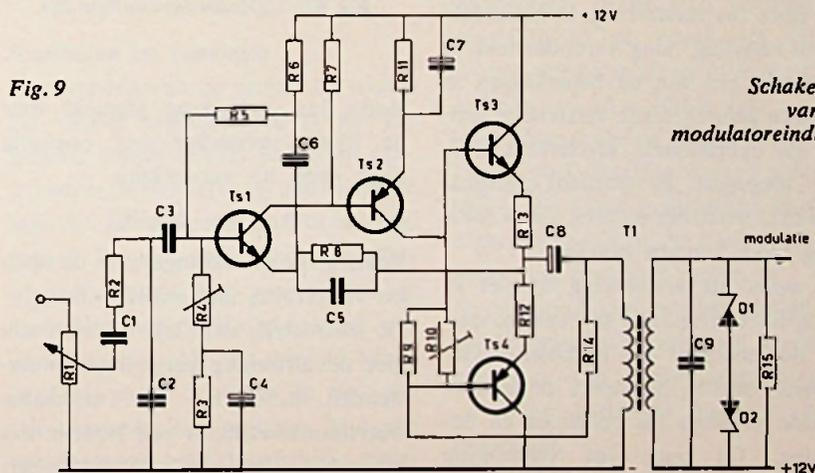 Fig. 9
+ 12V
Schake
van
modulatoreind
R6
R7
R11
C7
Ts3
R5
C6
Ts2
Ts1
C3
R13
C8
T1
modulatie
R2
R8
R4
C5
R12
D1
C1
R9
R10
Ts4
R14
C9
R15
R1
C2
R3
C4
D2
+12V